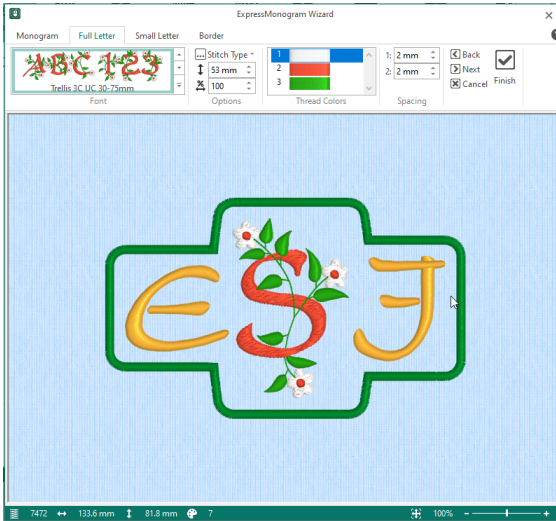 ExpressMonogram Wizard
Monogram Full Letter Small Letter Border
ABC 123
Trellis 3C UC 30-75mm
Font
Stitch Type
53 mm
100
Options
1
2
3
Thread Colors
1: 2 mm
2: 2 mm
Spacing
Back
Next
Cancel
Finish
E S J
7472 133.6 mm 81.8 mm 7 100%